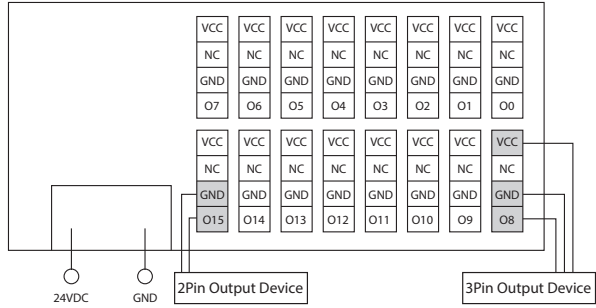 VCC VCC VCC VCC VCC VCC VCC VCC
NC NC NC NC NC NC NC NC
GND GND GND GND GND GND GND GND
O7 O6 O5 O4 O3 O2 O1 O0
VCC VCC VCC VCC VCC VCC VCC VCC
NC NC NC NC NC NC NC NC
GND GND GND GND GND GND GND GND
O15 O14 O13 O12 O11 O10 O9 O8
24VDC GND 2Pin Output Device 3Pin Output Device